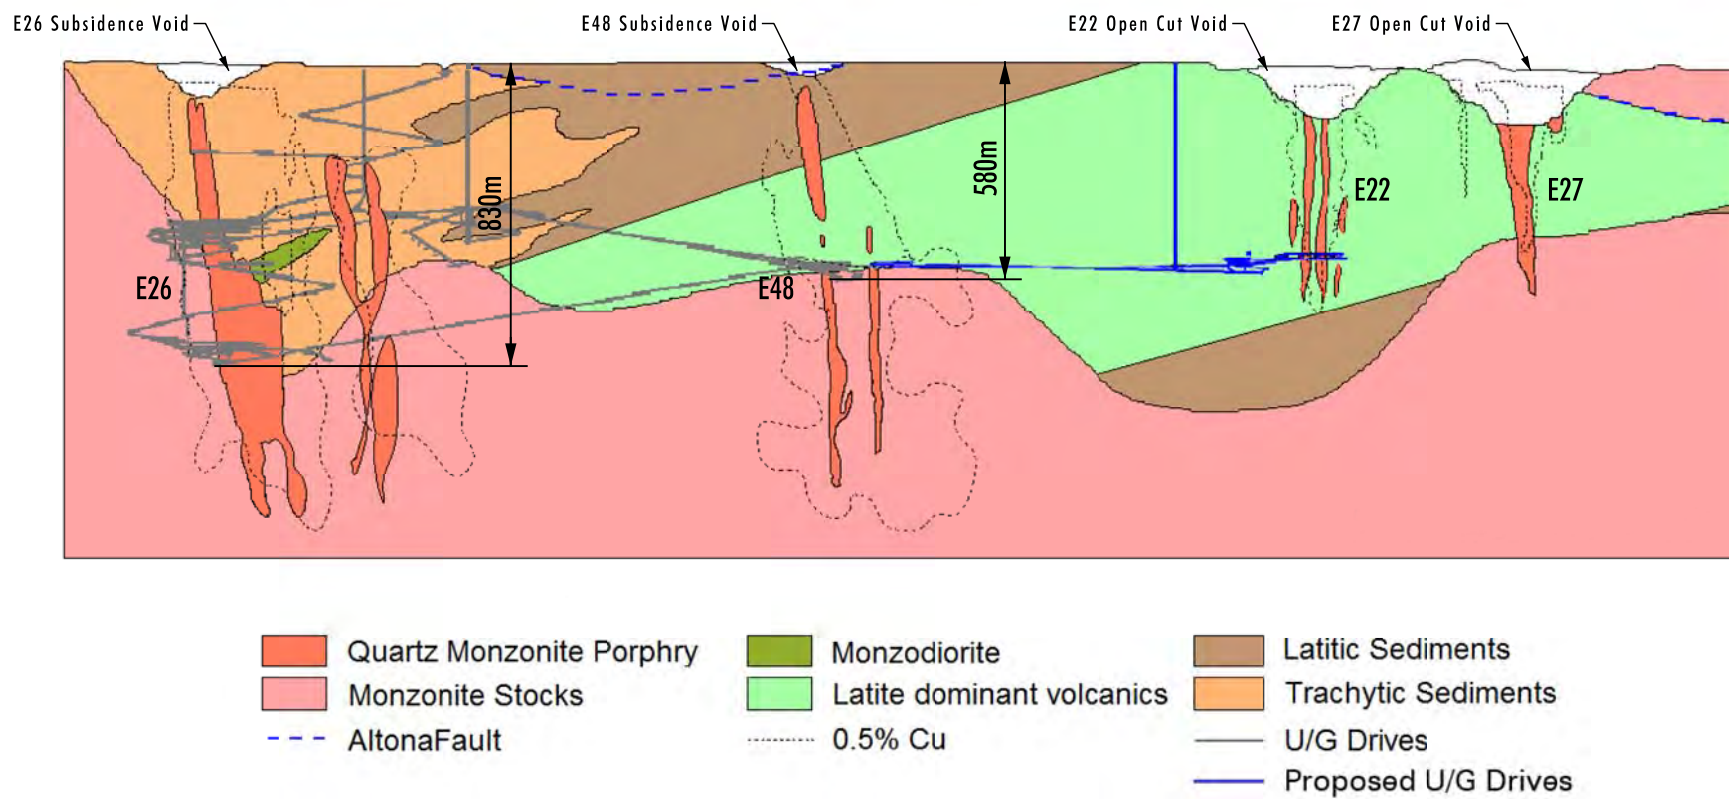 E26 Subsidence Void
E48 Subsidence Void
E22 Open Cut Void
E27 Open Cut Void
830m
580m
E22
E27
E26
E48
Quartz Monzonite Porphry
Monzodiorite
Latitic Sediments
Monzonite Stocks
Latite dominant volcanics
Trachytic Sediments
AltonaFault
0.5% Cu
U/G Drives
Proposed U/G Drives